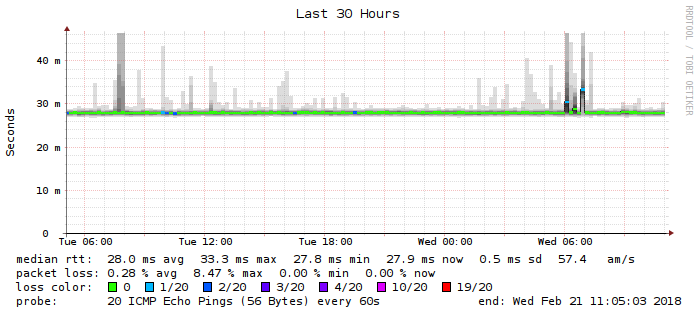 Last 30 Hours
RRDTOOL / TOBI OETIKER
Seconds
40 m
30 m
20 m
10 m
0
Tue 06:00 Tue 12:00 Tue 18:00 Wed 00:00 Wed 06:00
median rtt: 28.0 ms avg 33.3 ms max 27.8 ms min 27.9 ms now 0.5 ms sd 57.4 am/s
packet loss: 0.28 % avg 8.47 % max 0.00 % min 0.00 % now
loss color: 0 1/20 2/20 3/20 4/20 10/20 19/20
probe: 20 ICMP Echo Pings (56 Bytes) every 60s end: Wed Feb 21 11:05:03 2018